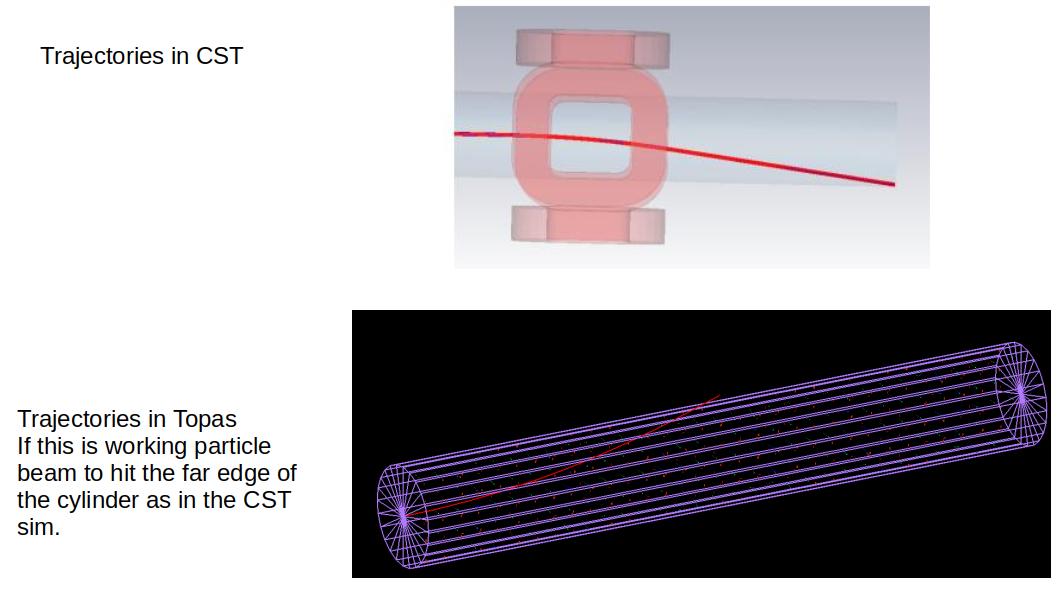 Trajectories in CST
Trajectories in Topas
If this is working particle
beam to hit the far edge of
the cylinder as in the CST
sim.